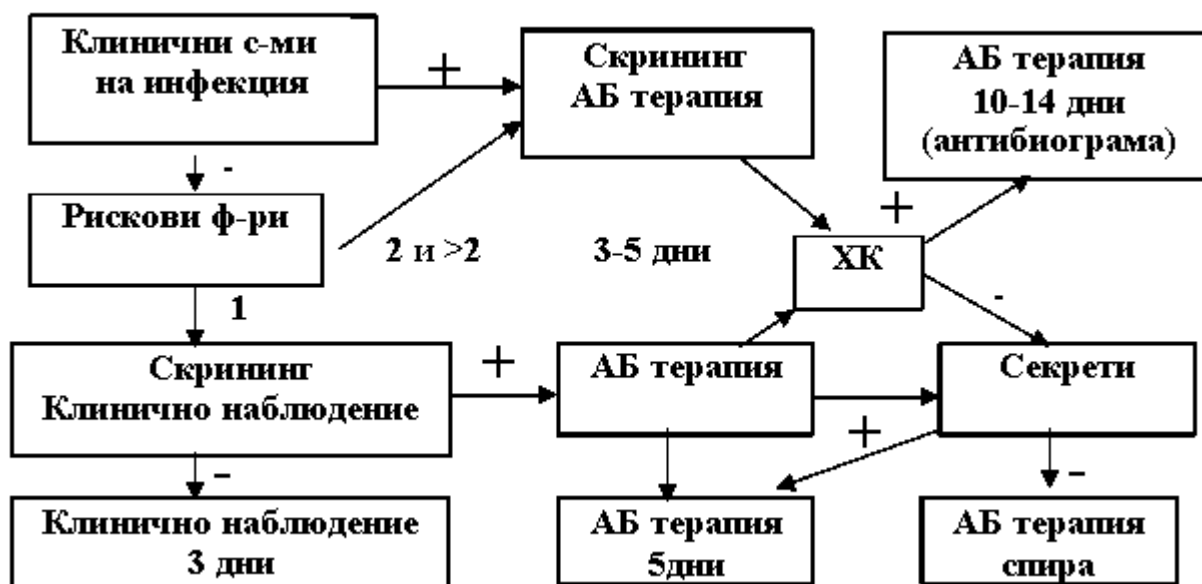 Клинични с-ми
на инфекция
+
Скрининг
АБ терапия
АБ терапия
10-14 дни
(антибиограма)
-
Рискови ф-ри
2 и >2
3-5 дни
ХК
+
-
1
Скрининг
Клинично наблюдение
+
АБ терапия
Секрети
+
-
-
Клинично наблюдение
3 дни
АБ терапия
5дни
АБ терапия
спира